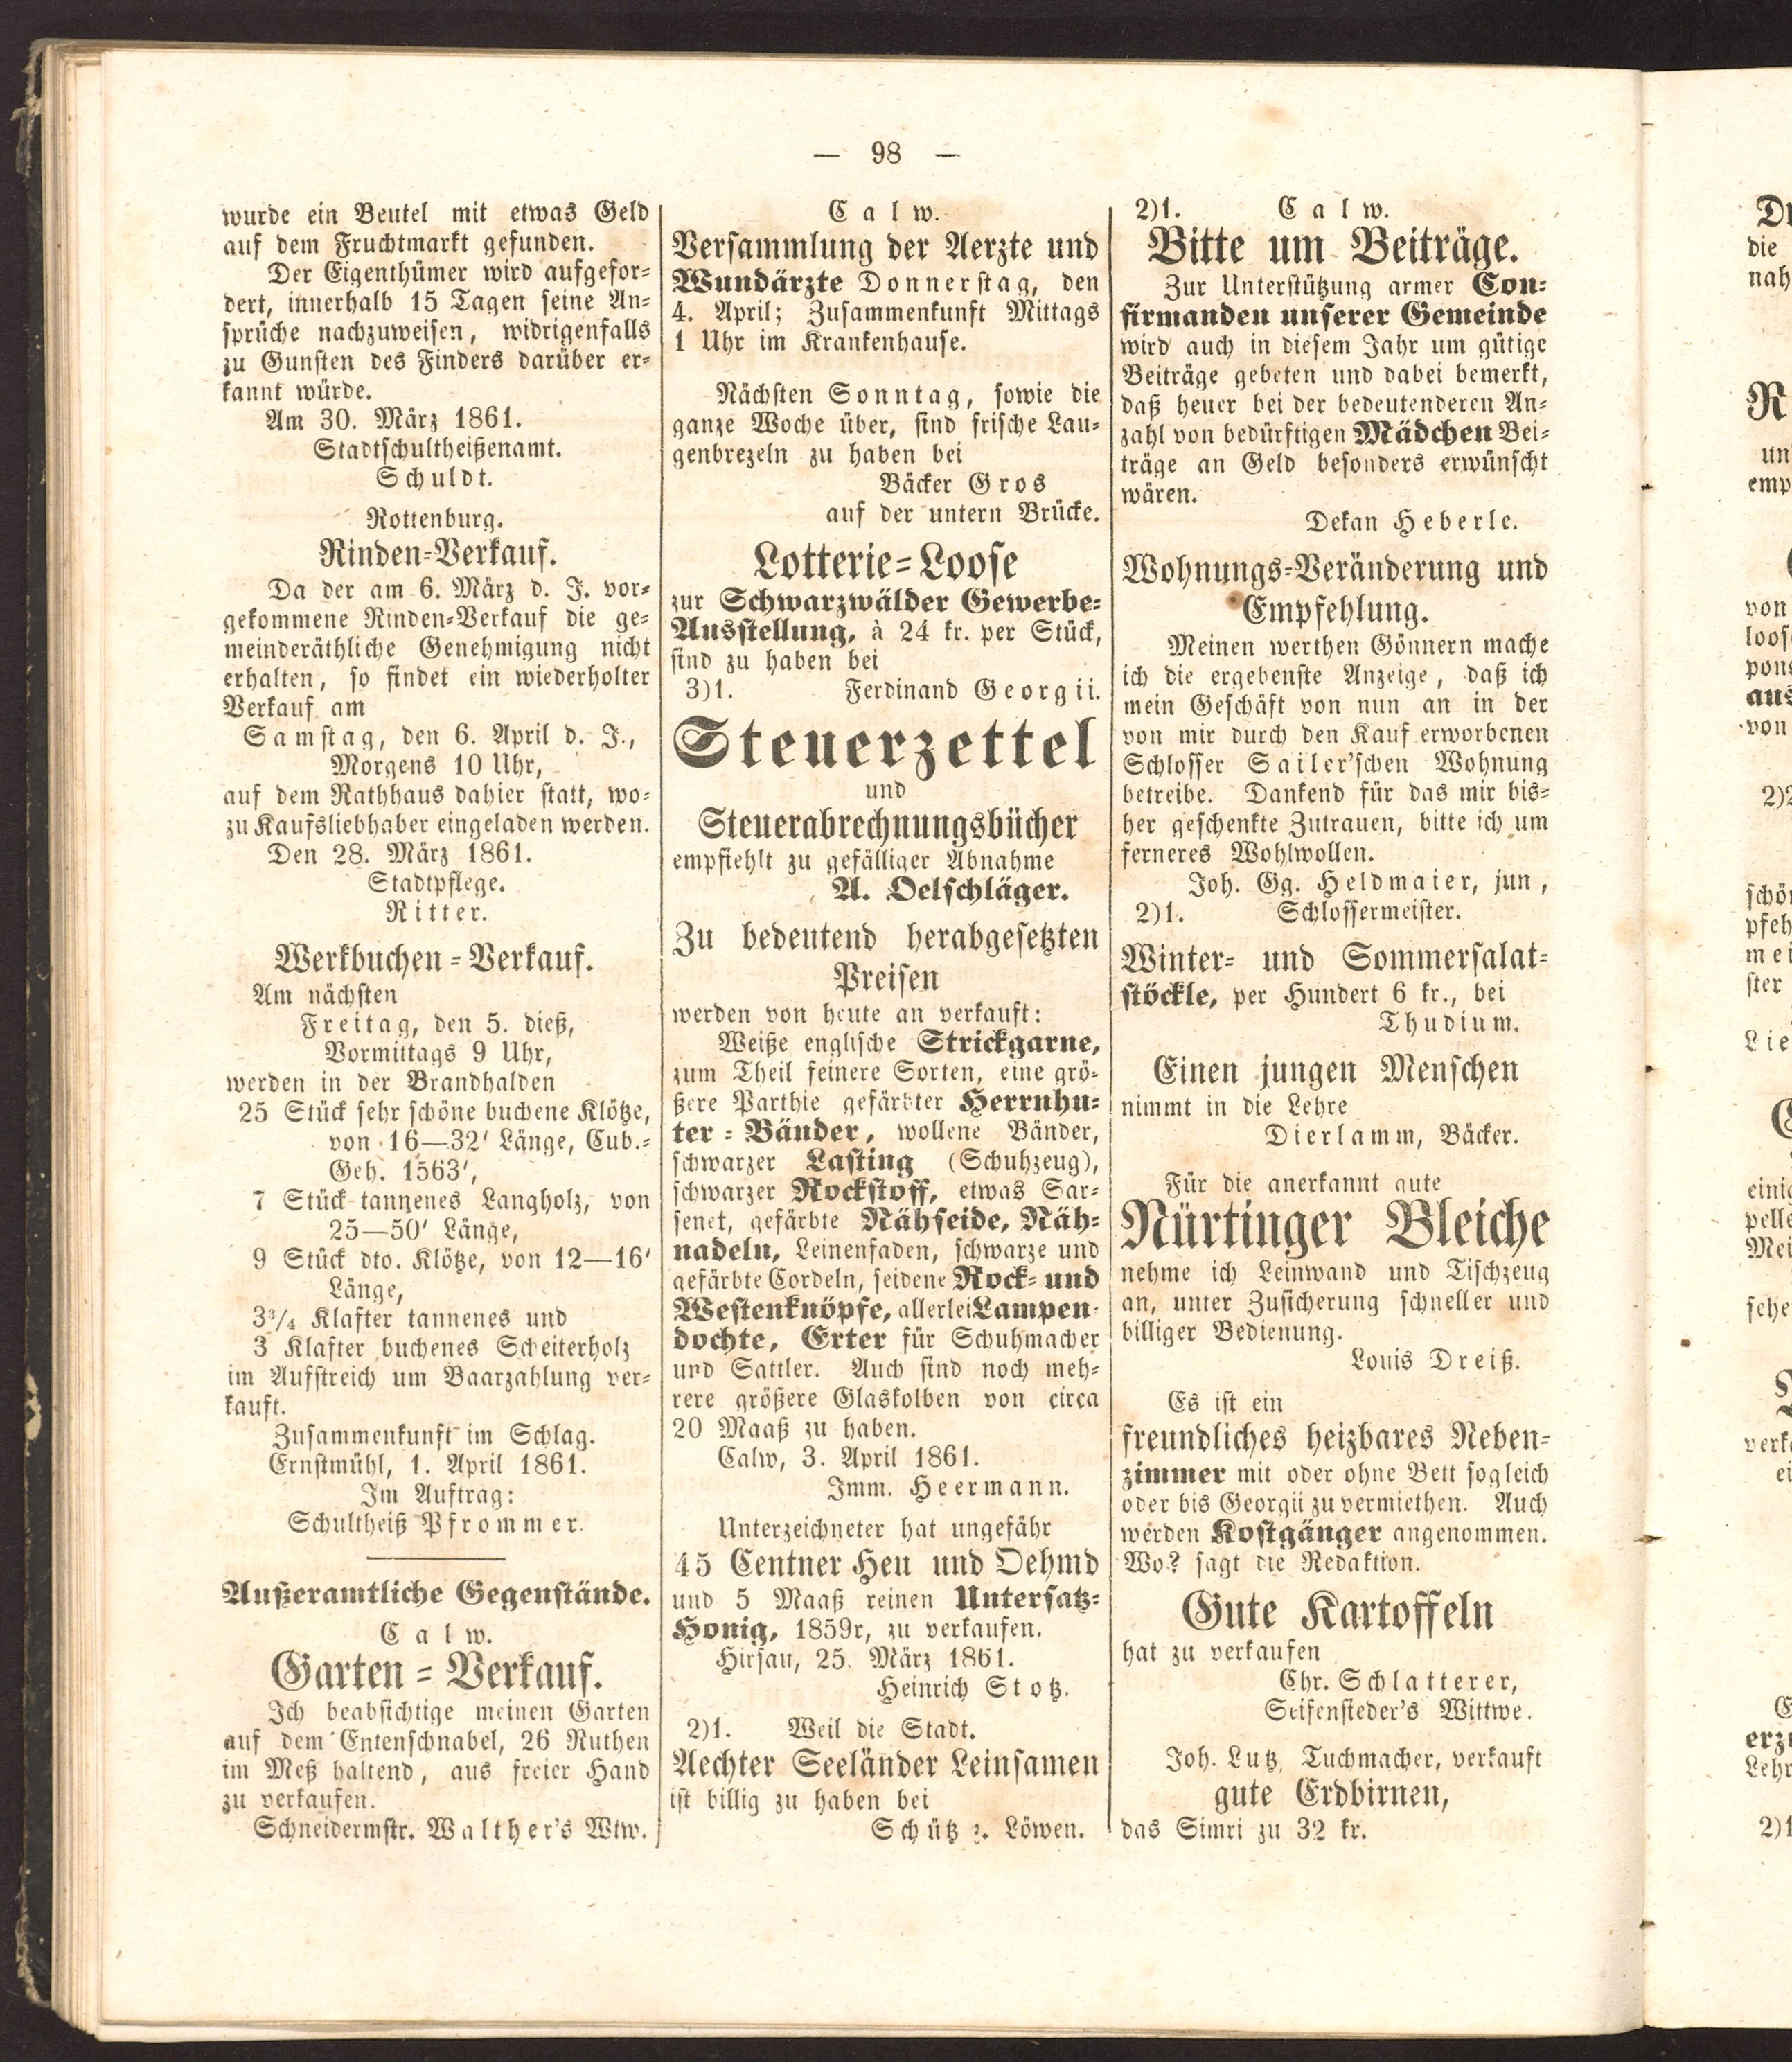 — 98 —
wurde ein Beutel mit etwas Geld
auf dem Fruchtmarkt gefunden.
Der Eigenthümer wird aufgefor-
dert, innerhalb 15 Tagen seine An-
sprüche nachzuweisen, widrigenfalls
zu Gunsten des Finders darüber er-
kannt würde.
Am 30. März 1861.
Stadtschultheißenamt.
Schuldt.
Rottenburg.
Rinden-Verkauf.
Da der am 6. März d. J. vor-
gekommene Rinden-Verkauf die ge-
meinderäthliche Genehmigung nicht
erhalten, so findet ein wiederholter
Verkauf am
Samstag, den 6. April d. J.,
Morgens 10 Uhr,
auf dem Rathhaus dahier statt, wo-
zu Kaufsliebhaber eingeladen werden.
Den 28. März 1861.
Stadtpflege.
Ritter.
Werkbuchen-Verkauf.
Am nächsten
Freitag, den 5. dieß,
Vormittags 9 Uhr,
werden in der Brandhalden
25 Stück sehr schöne buchene Klötze,
von 16—32' Länge, Cub.-
Geh. 1563',
7 Stück tannenes Langholz, von
25—50' Länge,
9 Stück dto. Klötze, von 12—16'
Länge,
3³/₄ Klafter tannenes und
3 Klafter buchenes Scheiterholz
im Aufstreich um Baarzahlung ver-
kauft.
Zusammenkunft im Schlag.
Ernstmühl, 1. April 1861.
Im Auftrag:
Schultheiß Pfrommer.
Außeramtliche Gegenstände.
Calw.
Garten-Verkauf.
Ich beabsichtige meinen Garten
auf dem Entenschnabel, 26 Ruthen
im Meß haltend, aus freier Hand
zu verkaufen.
Schneidermstr. Walther's Wtw.
Calw.
Versammlung der Aerzte und
Wundärzte Donnerstag, den
4. April; Zusammenkunft Mittags
1 Uhr im Krankenhause.
Nächsten Sonntag, sowie die
ganze Woche über, sind frische Lau-
genbrezeln zu haben bei
Bäcker Gros
auf der untern Brücke.
Lotterie-Loose
zur Schwarzwälder Gewerbe-
Ausstellung, à 24 kr. per Stück,
sind zu haben bei
3)1. Ferdinand Georgii.
Steuerzettel
und
Steuerabrechnungsbücher
empfiehlt zu gefälliger Abnahme
A. Oelschläger.
Zu bedeutend herabgesetzten
Preisen
werden von heute an verkauft:
Weiße englische Strickgarne,
zum Theil feinere Sorten, eine grö-
ßere Parthie gefärbter Herrnhu-
ter-Bänder, wollene Bänder,
schwarzer Lasting (Schuhzeug),
schwarzer Rockstoff, etwas Sar-
senet, gefärbte Nähseide, Näh-
nadeln, Leinenfaden, schwarze und
gefärbte Cordeln, seidene Rock- und
Westenknöpfe, allerlei Lampen-
dochte, Erter für Schuhmacher
und Sattler. Auch sind noch meh-
rere größere Glaskolben von circa
20 Maaß zu haben.
Calw, 3. April 1861.
Imm. Heermann.
Unterzeichneter hat ungefähr
45 Centner Heu und Oehmd
und 5 Maaß reinen Untersatz-
Honig, 1859r, zu verkaufen.
Hirsau, 25. März 1861.
Heinrich Stotz.
2)1. Weil die Stadt.
Aechter Seeländer Leinsamen
ist billig zu haben bei
Schütz z. Löwen.
2)1. Calw.
Bitte um Beiträge.
Zur Unterstützung armer Con-
firmanden unserer Gemeinde
wird auch in diesem Jahr um gütige
Beiträge gebeten und dabei bemerkt,
daß heuer bei der bedeutenderen An-
zahl von bedürftigen Mädchen Bei-
träge an Geld besonders erwünscht
wären.
Dekan Heberle.
Wohnungs-Veränderung und
Empfehlung.
Meinen werthen Gönnern mache
ich die ergebenste Anzeige, daß ich
mein Geschäft von nun an in der
von mir durch den Kauf erworbenen
Schlosser Sailer'schen Wohnung
betreibe. Dankend für das mir bis-
her geschenkte Zutrauen, bitte ich um
ferneres Wohlwollen.
Joh. Gg. Heldmaier, jun,
2)1. Schlossermeister.
Winter- und Sommersalat-
stöckle, per Hundert 6 kr., bei
Thudium.
Einen jungen Menschen
nimmt in die Lehre
Dierlamm, Bäcker.
Für die anerkannt gute
Nürtinger Bleiche
nehme ich Leinwand und Tischzeug
an, unter Zusicherung schneller und
billiger Bedienung.
Louis Dreiß.
Es ist ein
freundliches heizbares Neben-
zimmer mit oder ohne Bett sogleich
oder bis Georgii zu vermiethen. Auch
werden Kostgänger angenommen.
Wo? sagt die Redaktion.
Gute Kartoffeln
hat zu verkaufen
Chr. Schlatterer,
Seifensieder's Wittwe.
Joh. Lutz, Tuchmacher, verkauft
gute Erdbirnen,
das Simri zu 32 kr.